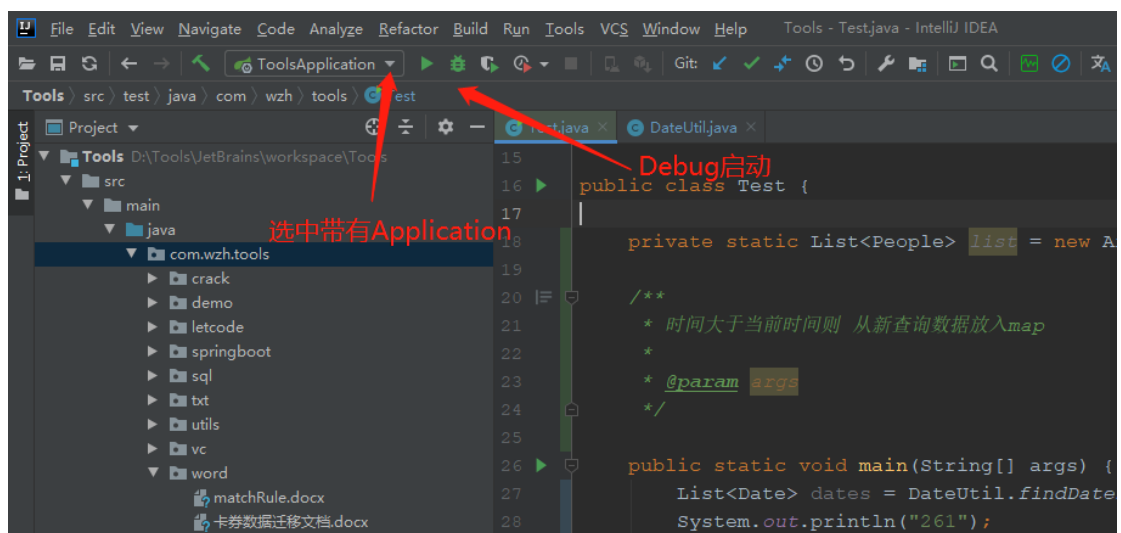 File Edit View Navigate Code Analyze Refactor Build Run Tools VCS Window Help Tools - Test.java - IntelliJ IDEA
ToolsApplication Git:
Tools src test java com wzh tools Test
1: Project
Project
Test.java DateUtil.java
Tools D:\Tools\JetBrains\workspace\Tools
src
main
java
com.wzh.tools
crack
demo
letcode
springboot
sql
txt
utils
vc
word
matchRule.docx
卡券数据迁移文档.docx
选中带有Application
Debug启动
15
16 public class Test {
17
18 private static List<People> list = new A
19
20 /**
21 * 时间大于当前时间则 从新查询数据放入map
22 *
23 * @param args
24 */
25
26 public static void main(String[] args) {
27 List<Date> dates = DateUtil.findDate
28 System.out.println("261");